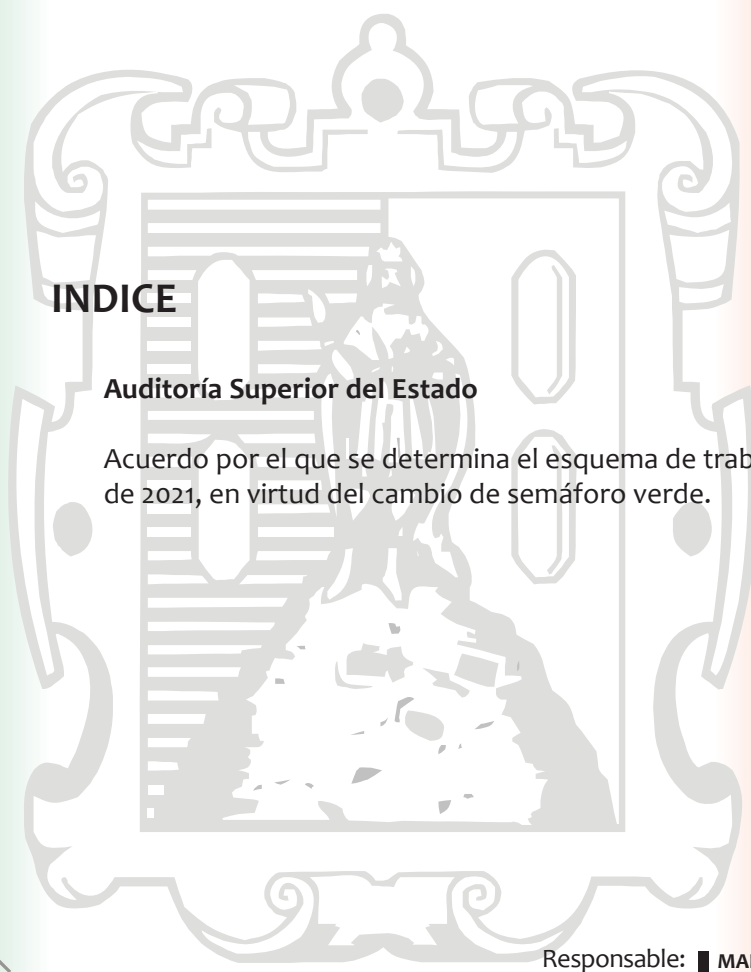 INDICE
Auditoría Superior del Estado
Acuerdo por el que se determina el esquema de
de 2021, en virtud del cambio de semáforo verde.
Responsable: